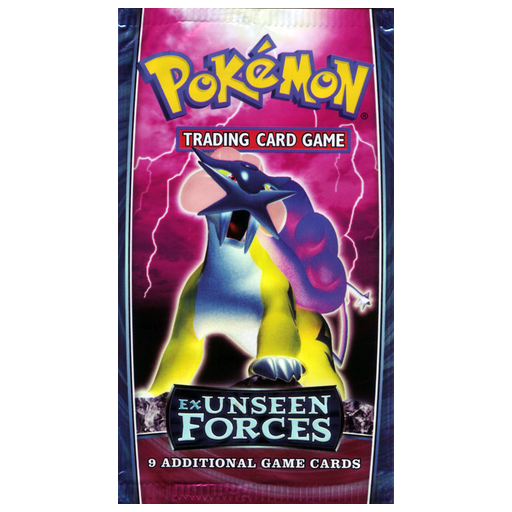 POKéMON®
TRADING CARD GAME
EX UNSEEN
FORCES
9 ADDITIONAL GAME CARDS